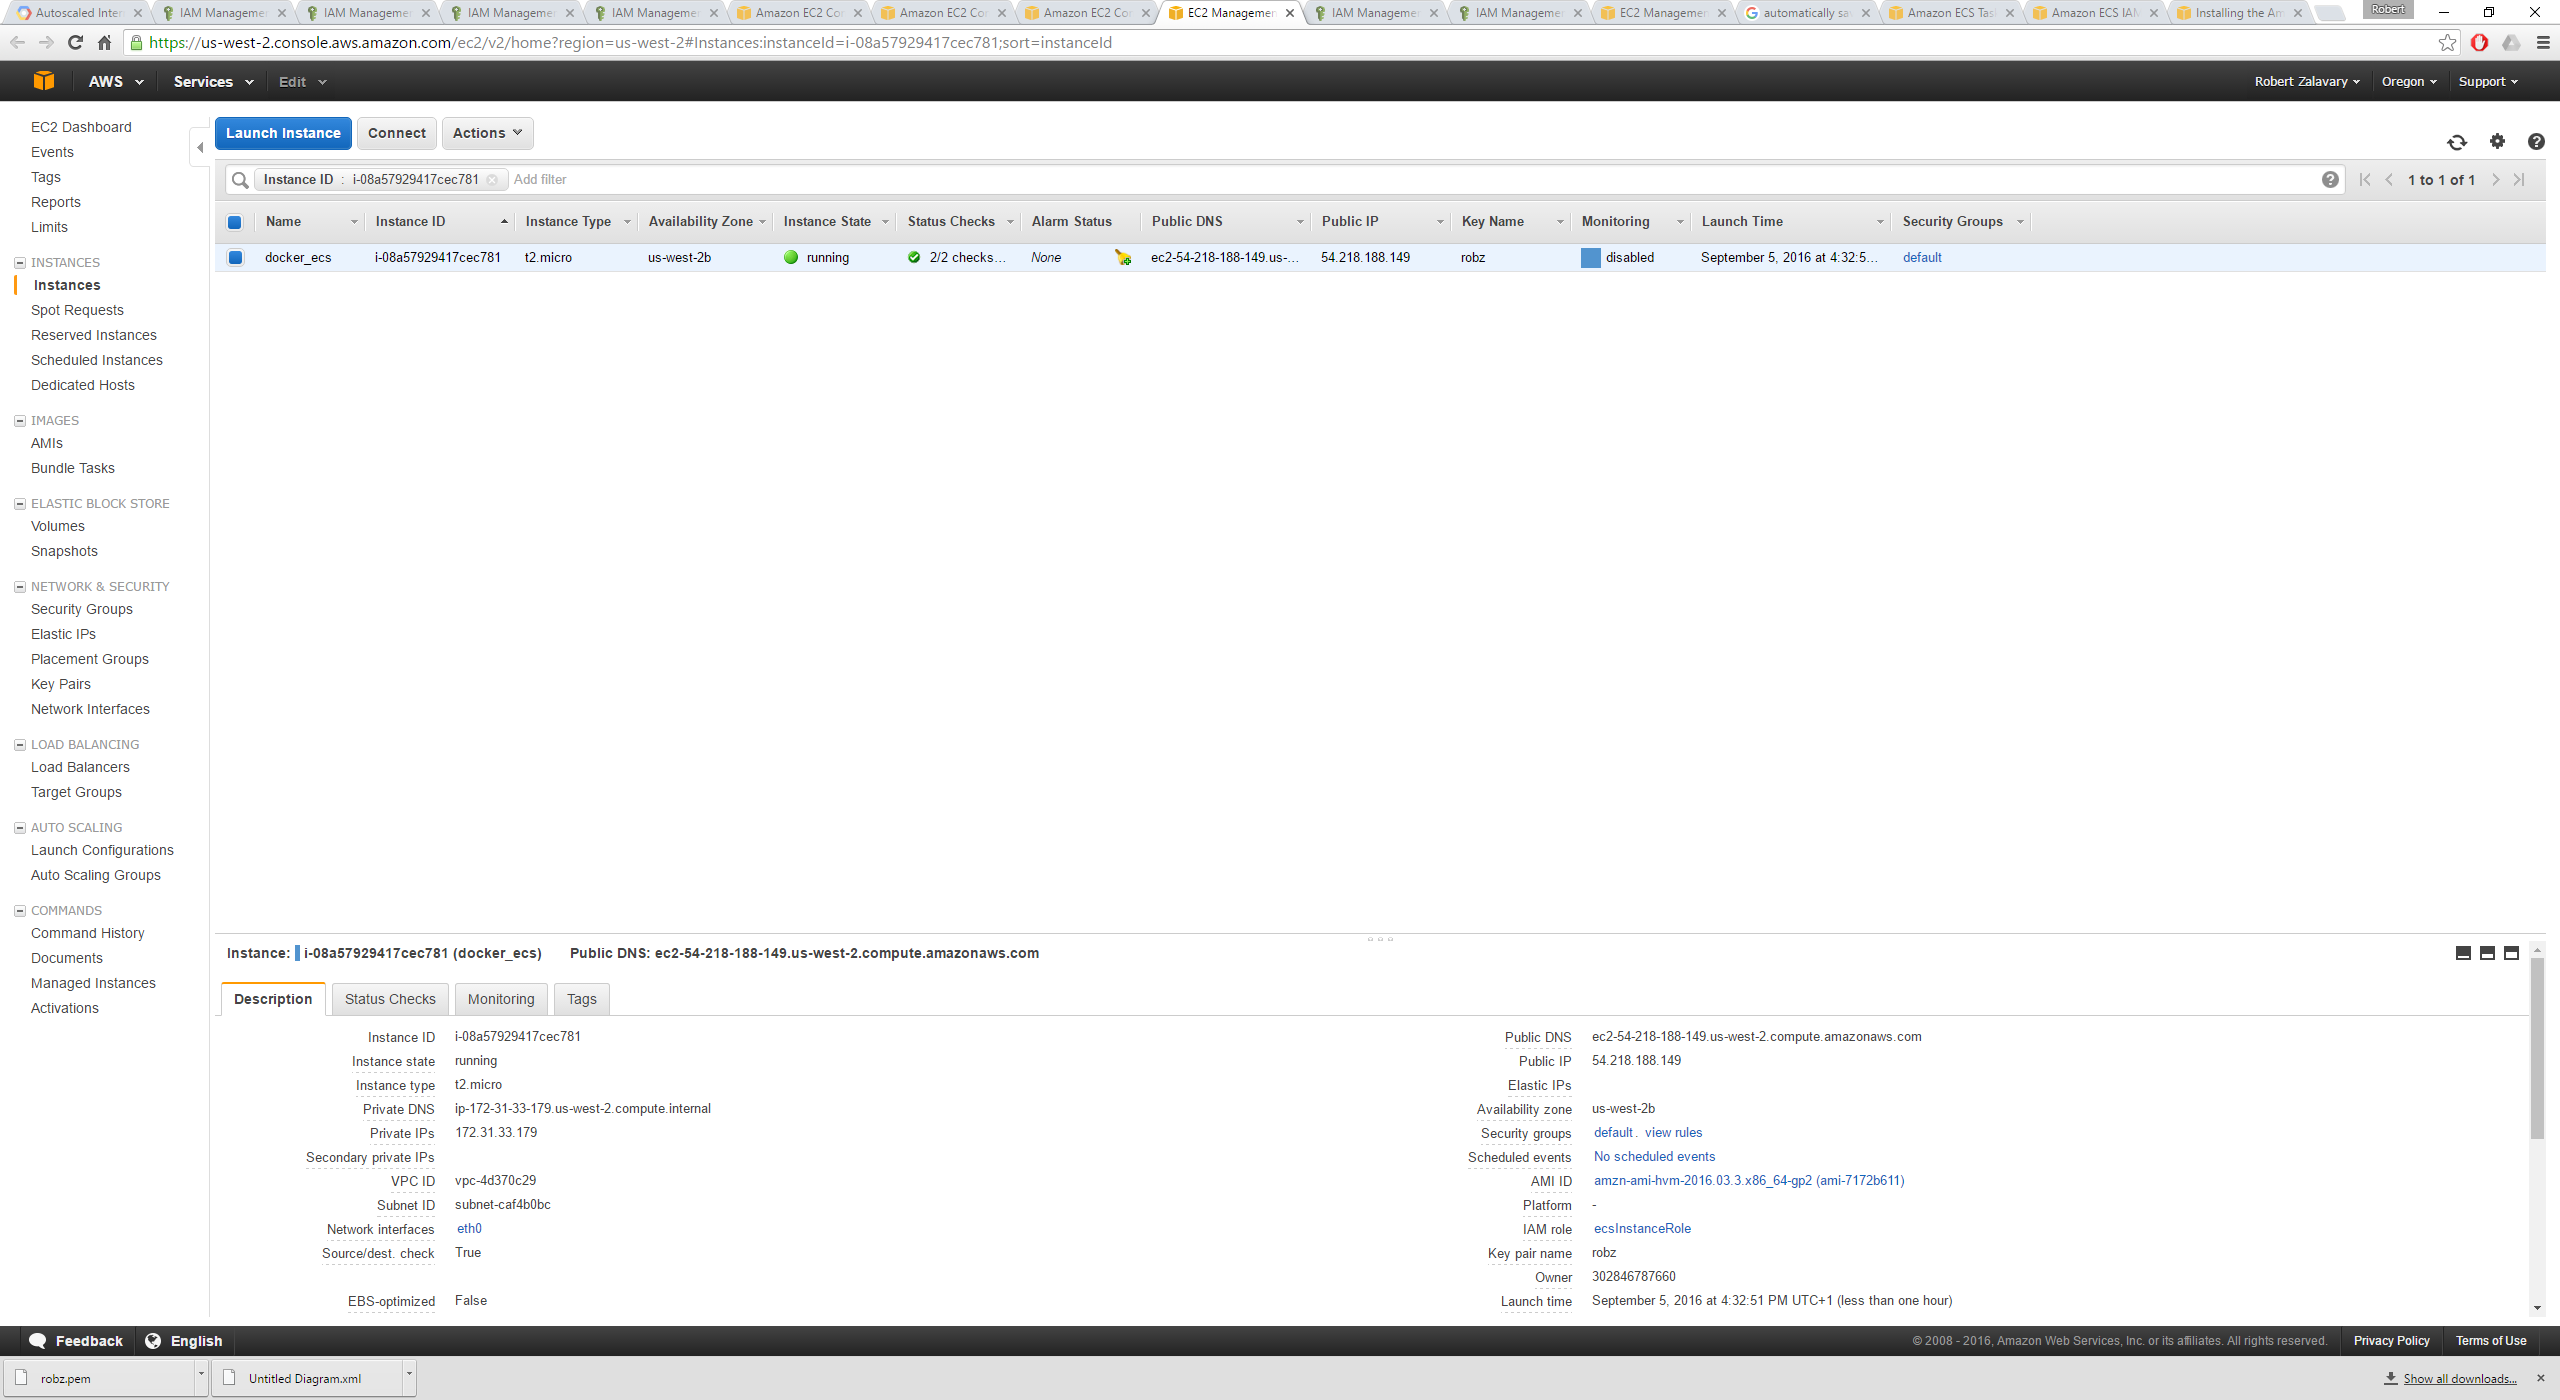 Autoscaled Inter
IAM Managemen
IAM Managemen
IAM Managemen
IAM Managemen
Amazon EC2 Con
Amazon EC2 Con
Amazon EC2 Con
EC2 Managemen
IAM Managemen
IAM Managemen
EC2 Managemen
automatically sa
Amazon ECS Tas
Amazon ECS IAM
Installing the Am
Robert
https://us-west-2.console.aws.amazon.com/ec2/v2/home?region=us-west-2#Instances:instanceId=i-08a57929417cec781;sort=instanceId
AWS Services Edit Robert Zalavary Oregon Support
EC2 Dashboard
Events
Tags
Reports
Limits
INSTANCES
Instances
Spot Requests
Reserved Instances
Scheduled Instances
Dedicated Hosts
IMAGES
AMIs
Bundle Tasks
ELASTIC BLOCK STORE
Volumes
Snapshots
NETWORK & SECURITY
Security Groups
Elastic IPs
Placement Groups
Key Pairs
Network Interfaces
LOAD BALANCING
Load Balancers
Target Groups
AUTO SCALING
Launch Configurations
Auto Scaling Groups
COMMANDS
Command History
Documents
Managed Instances
Activations
Launch Instance Connect Actions
Instance ID : i-08a57929417cec781 Add filter 1 to 1 of 1
Name Instance ID Instance Type Availability Zone Instance State Status Checks Alarm Status Public DNS Public IP Key Name Monitoring Launch Time Security Groups
docker_ecs i-08a57929417cec781 t2.micro us-west-2b running 2/2 checks... None ec2-54-218-188-149.us-... 54.218.188.149 robz disabled September 5, 2016 at 4:32:5... default
Instance: i-08a57929417cec781 (docker_ecs) Public DNS: ec2-54-218-188-149.us-west-2.compute.amazonaws.com
Description Status Checks Monitoring Tags
Instance ID i-08a57929417cec781
Instance state running
Instance type t2.micro
Private DNS ip-172-31-33-179.us-west-2.compute.internal
Private IPs 172.31.33.179
Secondary private IPs
VPC ID vpc-4d370c29
Subnet ID subnet-caf4b0bc
Network interfaces eth0
Source/dest. check True
EBS-optimized False
Public DNS ec2-54-218-188-149.us-west-2.compute.amazonaws.com
Public IP 54.218.188.149
Elastic IPs
Availability zone us-west-2b
Security groups default. view rules
Scheduled events No scheduled events
AMI ID amzn-ami-hvm-2016.03.3.x86_64-gp2 (ami-7172b611)
Platform -
IAM role ecsInstanceRole
Key pair name robz
Owner 302846787660
Launch time September 5, 2016 at 4:32:51 PM UTC+1 (less than one hour)
Feedback English © 2008 - 2016, Amazon Web Services, Inc. or its affiliates. All rights reserved. Privacy Policy Terms of Use
robz.pem Untitled Diagram.xml Show all downloads...